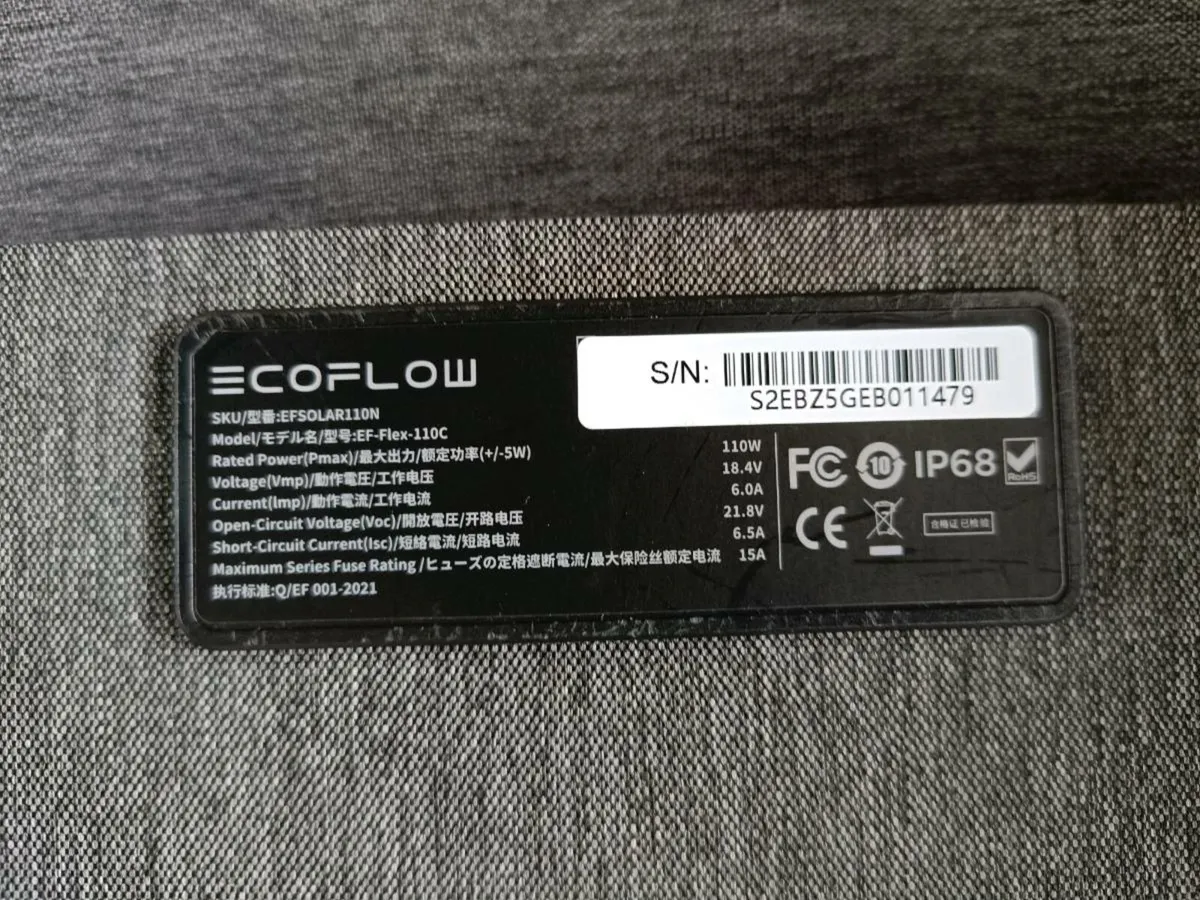 ECOFLOW
S/N:
S2EBZ5GEB011479
SKU/型番:EFSOLAR110N
Model/モデル名/型号:EF-Flex-110C
Rated Power(Pmax)/最大出力/额定功率(+/-5W) 110W
Voltage(Vmp)/動作電圧/工作电压 18.4V
Current(Imp)/動作電流/工作电流 6.0A
Open-Circuit Voltage(Voc)/開放電圧/开路电压 21.8V
Short-Circuit Current(Isc)/短絡電流/短路电流 6.5A
Maximum Series Fuse Rating/ヒューズの定格遮断電流/最大保险丝额定电流 15A
执行标准:Q/EF 001-2021
FC 10 IP68 RoHS
CE 合格证已检验